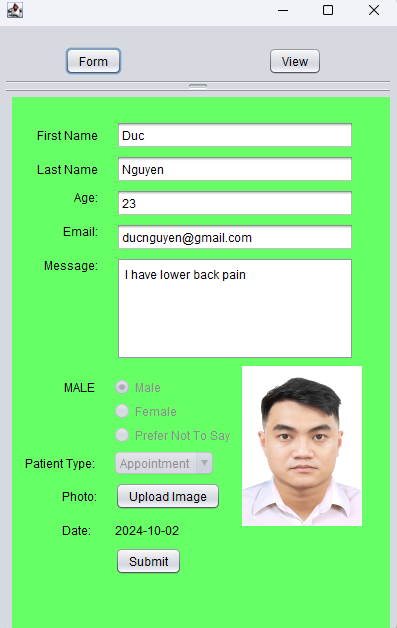 Form View
First Name Duc
Last Name Nguyen
Age: 23
Email: ducnguyen@gmail.com
Message: I have lower back pain
MALE Male
Female
Prefer Not To Say
Patient Type: Appointment
Photo: Upload Image
Date: 2024-10-02
Submit